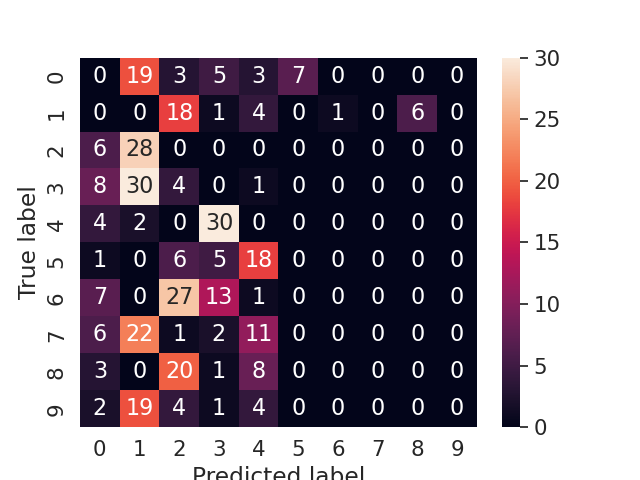 0 0 19 3 5 3 7 0 0 0 0
1 0 0 18 1 4 0 1 0 6 0
2 6 28 0 0 0 0 0 0 0 0
3 8 30 4 0 1 0 0 0 0 0
4 4 2 0 30 0 0 0 0 0 0
5 1 0 6 5 18 0 0 0 0 0
6 7 0 27 13 1 0 0 0 0 0
7 6 22 1 2 11 0 0 0 0 0
8 3 0 20 1 8 0 0 0 0 0
9 2 19 4 1 4 0 0 0 0 0
0 1 2 3 4 5 6 7 8 9
Predicted label
True label
30
25
20
15
10
5
0